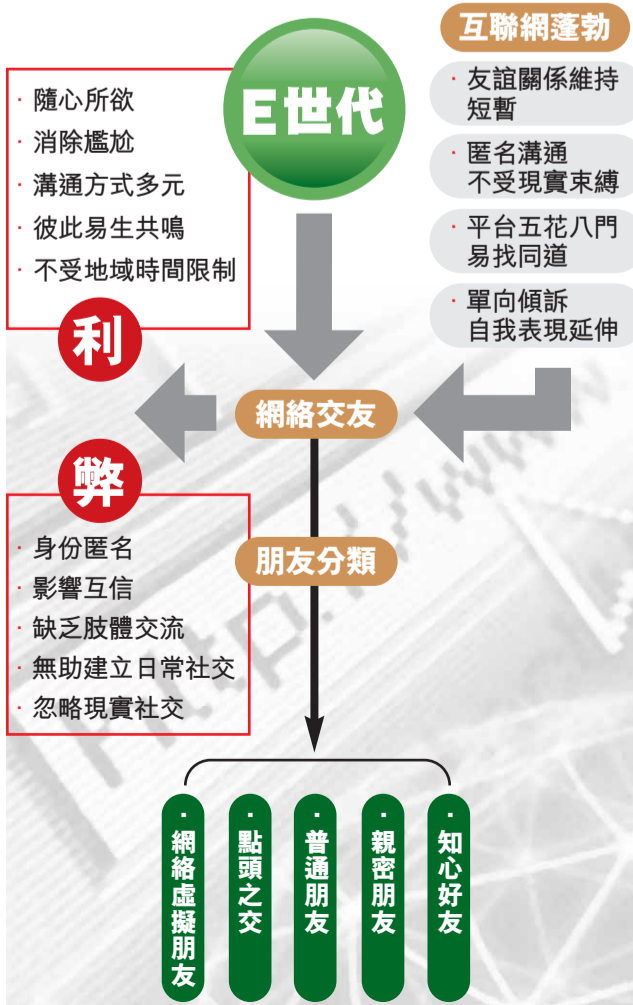 E世代
互聯網蓬勃
· 友誼關係維持
短暫
· 匿名溝通
不受現實束縛
· 平台五花八門
易找同道
· 單向傾訴
自我表現延伸
· 隨心所欲
· 消除尷尬
· 溝通方式多元
· 彼此易生共鳴
· 不受地域時間限制
利
網絡交友
弊
· 身份匿名
· 影響互信
· 缺乏肢體交流
· 無助建立日常社交
· 忽略現實社交
朋友分類
· 網絡虛擬朋友
· 點頭之交
· 普通朋友
· 親密朋友
· 知心好友
http://www